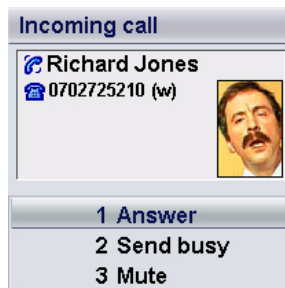 Incoming call
Richard Jones
0702725210 (w)
1 Answer
2 Send busy
3 Mute